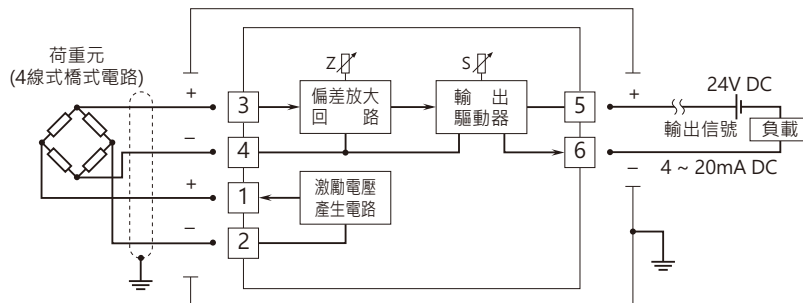 荷重元
(4線式橋式電路)
Z
S
24V DC
+
3
偏差放大
回 路
輸 出
驅動器
5
+
輸出信號
負載
−
4
6
−
4 ~ 20mA DC
+
1
激勵電壓
產生電路
−
2